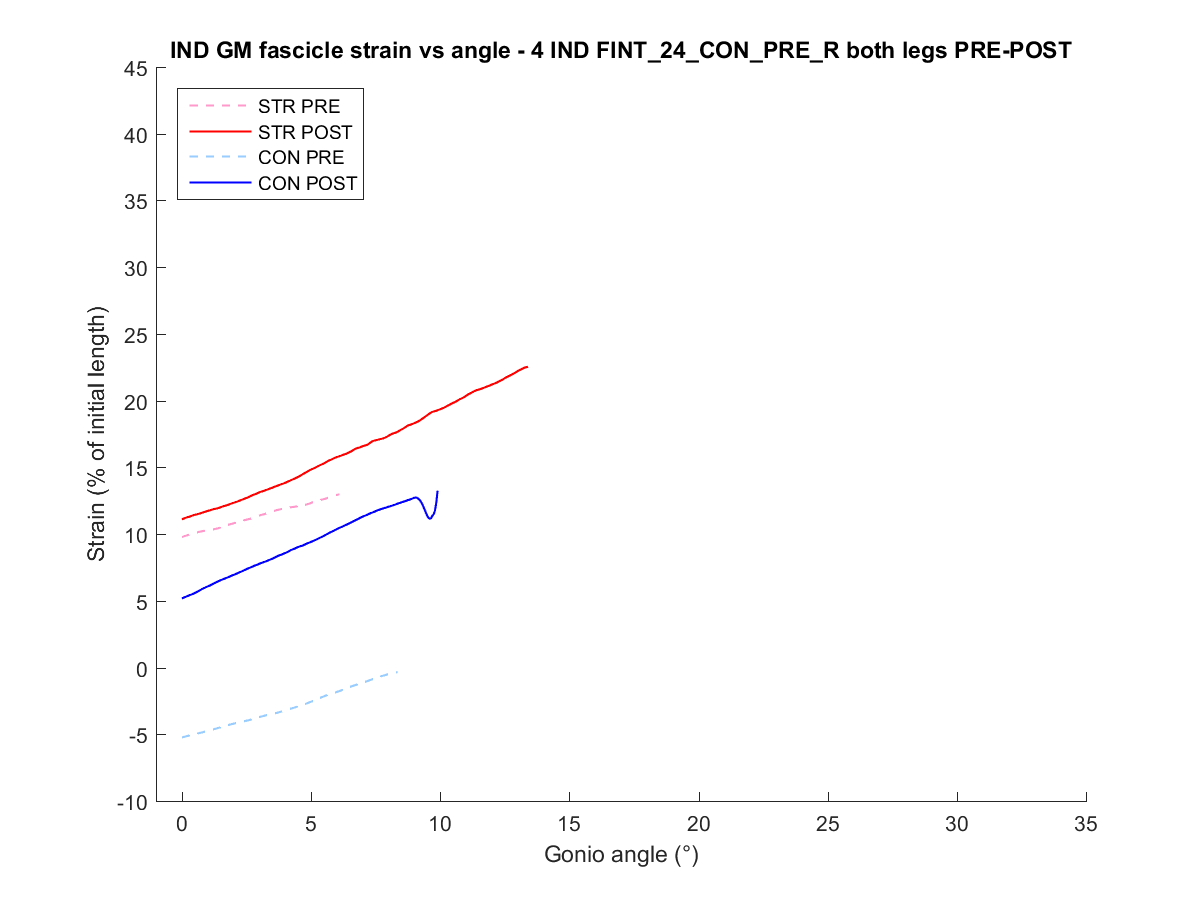 IND GM fascicle strain vs angle - 4 IND FINT_24_CON_PRE_R both legs PRE-POST
45
40
35
30
25
20
15
10
5
0
-5
-10
Strain (% of initial length)
STR PRE
STR POST
CON PRE
CON POST
0 5 10 15 20 25 30 35
Gonio angle (°)